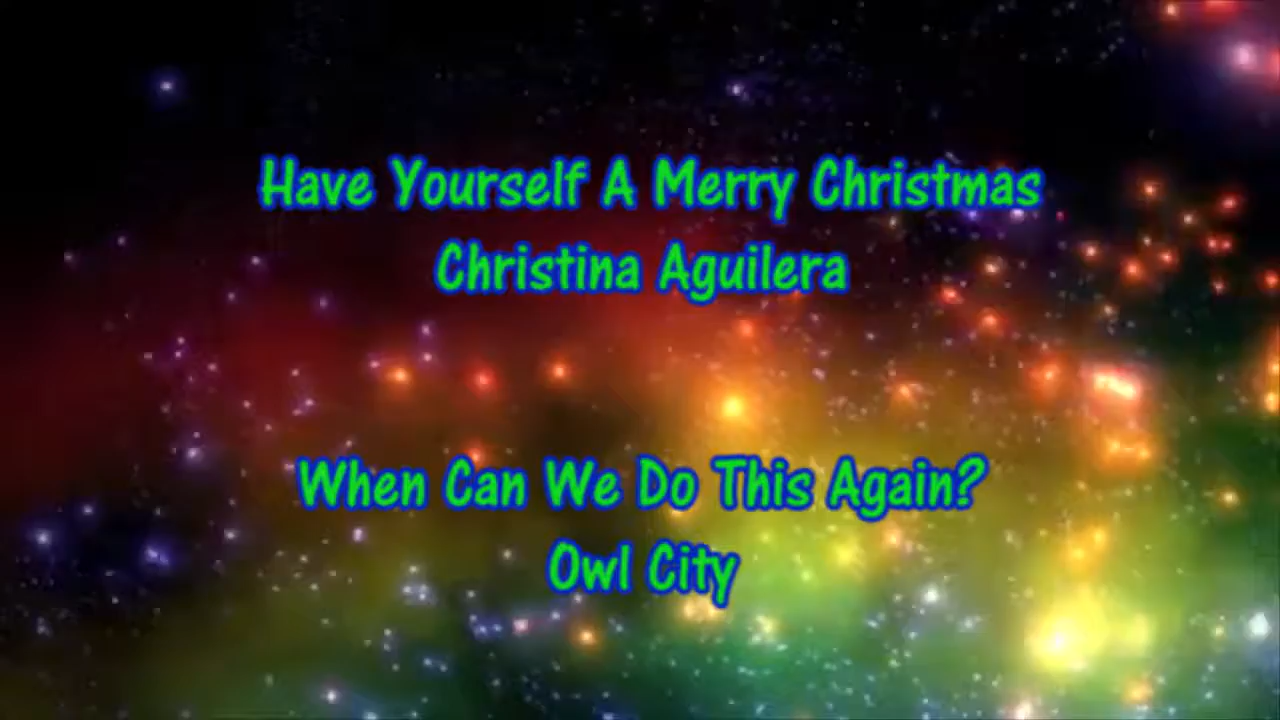 Have Yourself A Merry Christmas
Christina Aguilera
When Can We Do This Again?
Owl City